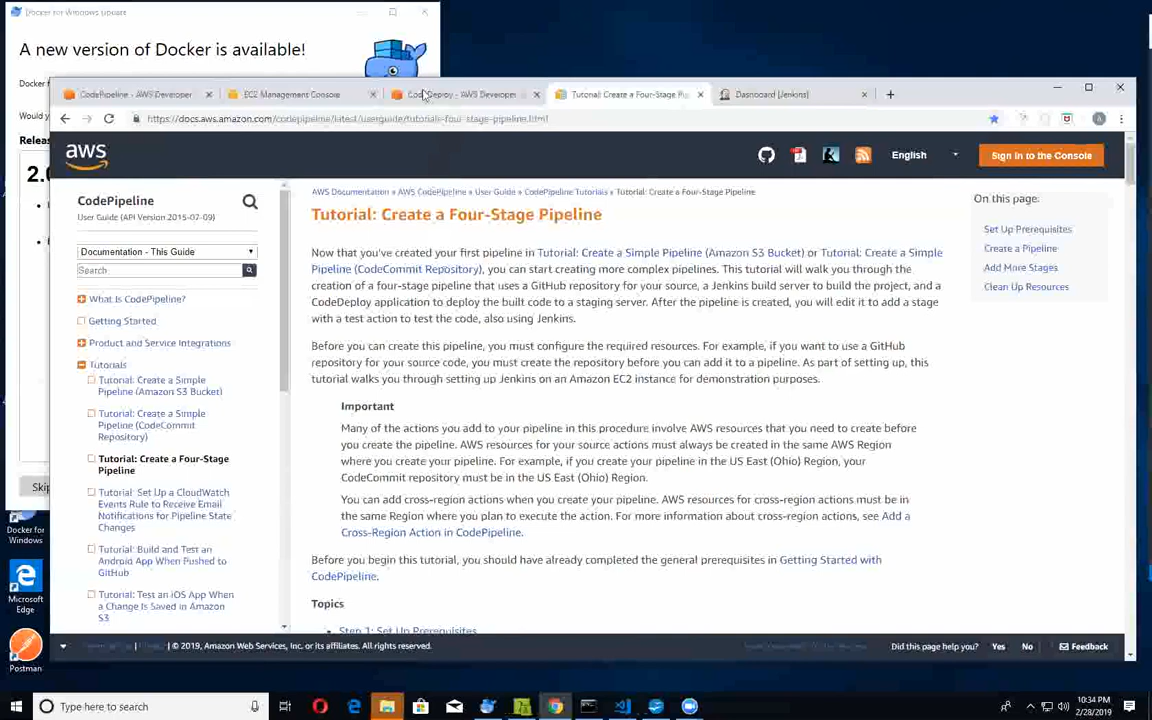 Docker for Windows Update
A new version of Docker is available!
Docker fo
Would y
Releas
2.0
Skip
CodePipeline - AWS Developer
EC2 Management Console
CodeDeploy - AWS Developer
Tutorial: Create a Four-Stage Pi
Dashboard [Jenkins]
https://docs.aws.amazon.com/codepipeline/latest/userguide/tutorials-four-stage-pipeline.html
A
aws
English
Sign In to the Console
CodePipeline
User Guide (API Version 2015-07-09)
Documentation - This Guide
Search
What Is CodePipeline?
Getting Started
Product and Service Integrations
Tutorials
Tutorial: Create a Simple
Pipeline (Amazon S3 Bucket)
Tutorial: Create a Simple
Pipeline (CodeCommit
Repository)
Tutorial: Create a Four-Stage
Pipeline
Tutorial: Set Up a CloudWatch
Events Rule to Receive Email
Notifications for Pipeline State
Changes
Tutorial: Build and Test an
Android App When Pushed to
GitHub
Tutorial: Test an iOS App When
a Change Is Saved in Amazon
S3
AWS Documentation » AWS CodePipeline » User Guide » CodePipeline Tutorials » Tutorial: Create a Four-Stage Pipeline
Tutorial: Create a Four-Stage Pipeline
Now that you've created your first pipeline in Tutorial: Create a Simple Pipeline (Amazon S3 Bucket) or Tutorial: Create a Simple
Pipeline (CodeCommit Repository), you can start creating more complex pipelines. This tutorial will walk you through the
creation of a four-stage pipeline that uses a GitHub repository for your source, a Jenkins build server to build the project, and a
CodeDeploy application to deploy the built code to a staging server. After the pipeline is created, you will edit it to add a stage
with a test action to test the code, also using Jenkins.
Before you can create this pipeline, you must configure the required resources. For example, if you want to use a GitHub
repository for your source code, you must create the repository before you can add it to a pipeline. As part of setting up, this
tutorial walks you through setting up Jenkins on an Amazon EC2 instance for demonstration purposes.
Important
Many of the actions you add to your pipeline in this procedure involve AWS resources that you need to create before
you create the pipeline. AWS resources for your source actions must always be created in the same AWS Region
where you create your pipeline. For example, if you create your pipeline in the US East (Ohio) Region, your
CodeCommit repository must be in the US East (Ohio) Region.
You can add cross-region actions when you create your pipeline. AWS resources for cross-region actions must be in
the same Region where you plan to execute the action. For more information about cross-region actions, see Add a
Cross-Region Action in CodePipeline.
Before you begin this tutorial, you should have already completed the general prerequisites in Getting Started with
CodePipeline.
Topics
Step 1: Set Up Prerequisites
On this page:
Set Up Prerequisites
Create a Pipeline
Add More Stages
Clean Up Resources
© 2019, Amazon Web Services, Inc. or its affiliates. All rights reserved.
Did this page help you?
Yes
No
Feedback
Docker for
Windows
Microsoft
Edge
Postman
Type here to search
10:34 PM
2/28/2019